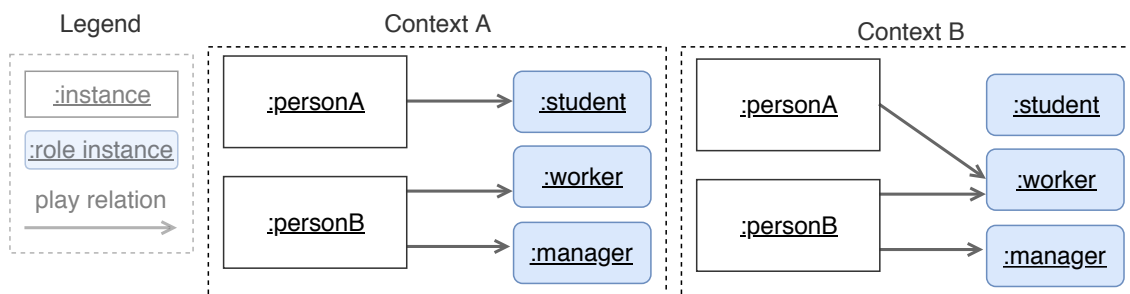 Legend
:instance
:role instance
play relation
Context A
:personA
:student
:personB
:worker
:manager
Context B
:personA
:student
:personB
:worker
:manager